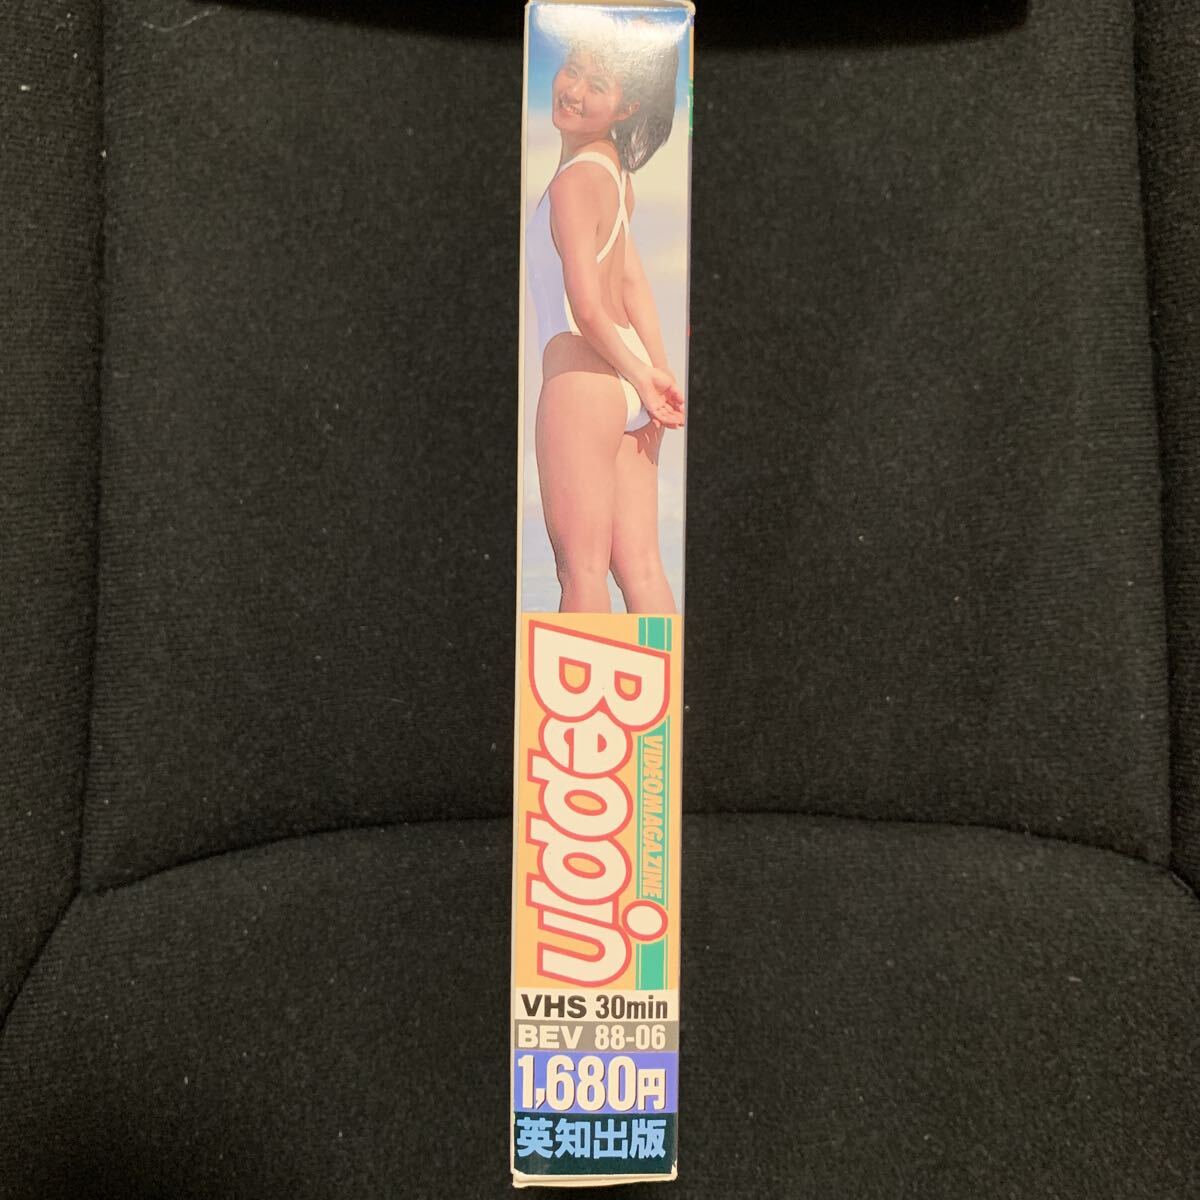 Beppin
VIDEOMAGAZINE
VHS 30min
BEV 88-06
1,680円
英知出版